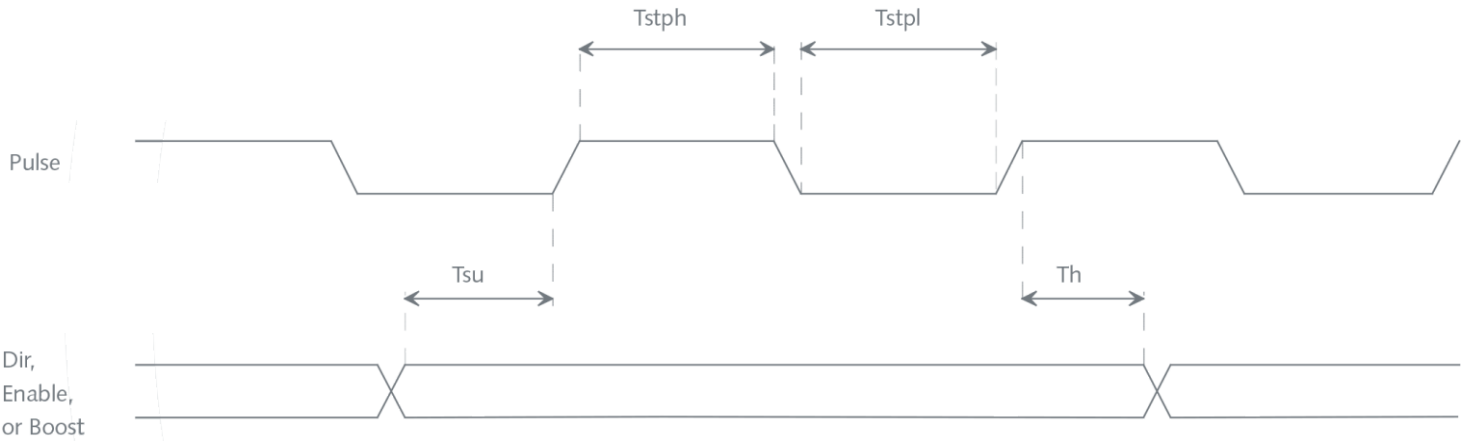 Tstph
Tstpl
Pulse
Tsu
Th
Dir,
Enable,
or Boost